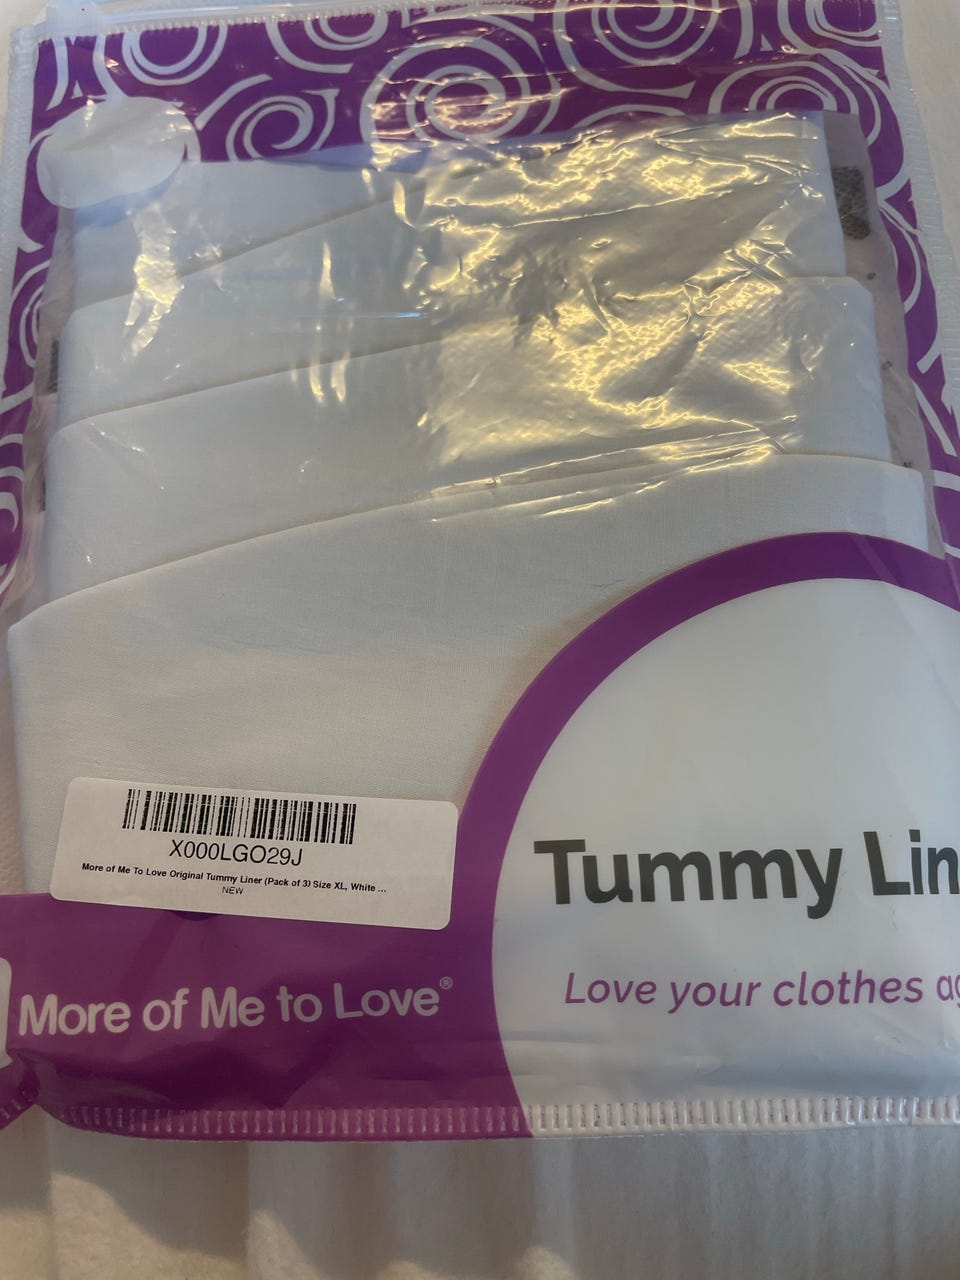 X000LGO29J
More of Me To Love Original Tummy Liner (Pack of 3) Size XL, White ...
NEW
Tummy Lin
Love your clothes ag
More of Me to Love®